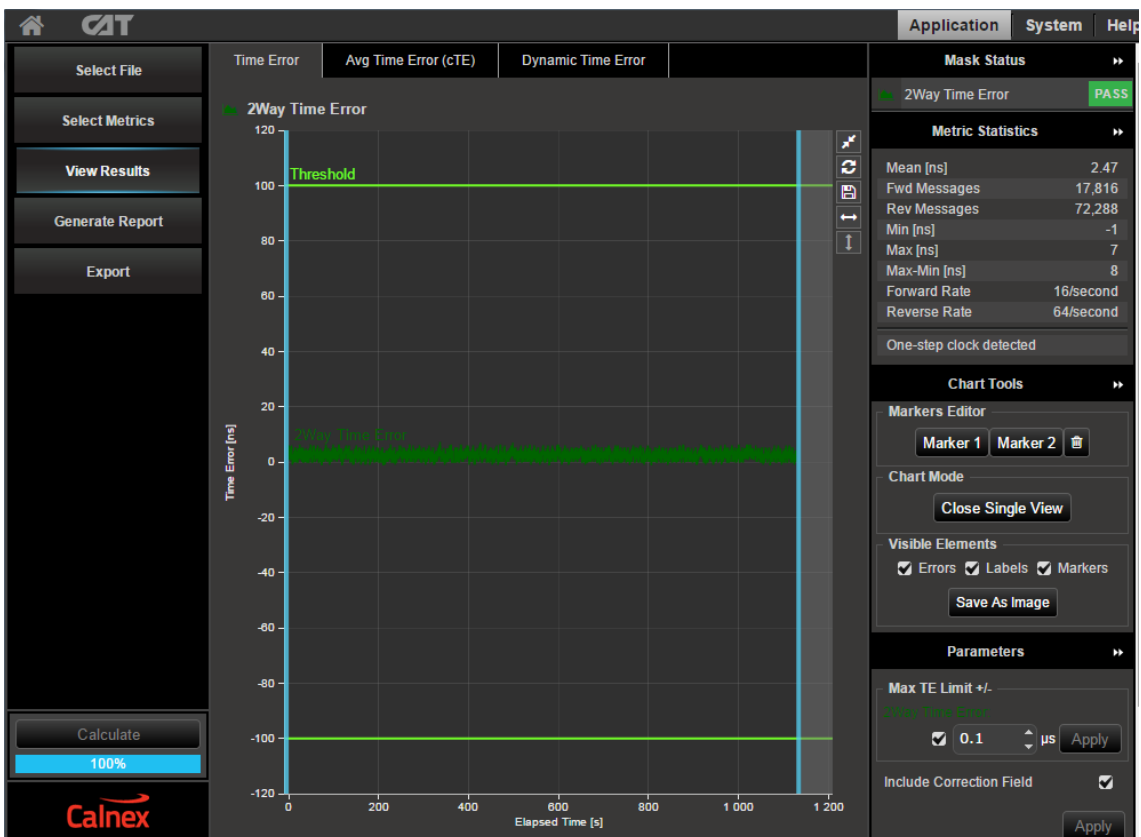 CAT
Application System Help
Select File
Select Metrics
View Results
Generate Report
Export
Calculate
100%
Calnex
Time Error Avg Time Error (cTE) Dynamic Time Error
2Way Time Error
120
100
80
60
40
20
0
-20
-40
-60
-80
-100
-120
Time Error [ns]
Threshold
2Way Time Error
0 200 400 600 800 1 000 1 200
Elapsed Time [s]
Mask Status
2Way Time Error PASS
Metric Statistics
Mean [ns] 2.47
Fwd Messages 17,816
Rev Messages 72,288
Min [ns] -1
Max [ns] 7
Max-Min [ns] 8
Forward Rate 16/second
Reverse Rate 64/second
One-step clock detected
Chart Tools
Markers Editor
Marker 1 Marker 2
Chart Mode
Close Single View
Visible Elements
Errors Labels Markers
Save As Image
Parameters
Max TE Limit +/-
2Way Time Error
0.1 µs Apply
Include Correction Field
Apply